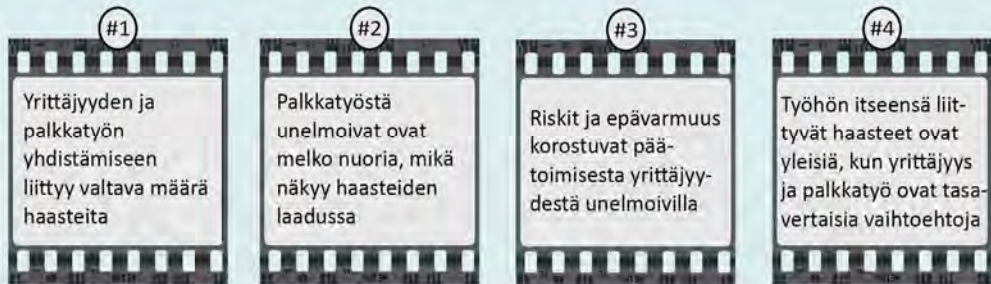 #1
Yrittäjyyden ja
palkkatyön
yhdistämiseen
liittyy valtava määrä
haasteita
#2
Palkkatyöstä
unelmoivat ovat
melko nuoria, mikä
näkyy haasteiden
laadussa
#3
Riskit ja epävarmuus
korostuvat pää-
toimisesta yrittäjyy-
destä unelmoivilla
#4
Työhön itseensä liit-
tyvät haasteet ovat
yleisiä, kun yrittäjyys
ja palkkatyö ovat tasa-
vertaisia vaihtoehtoja